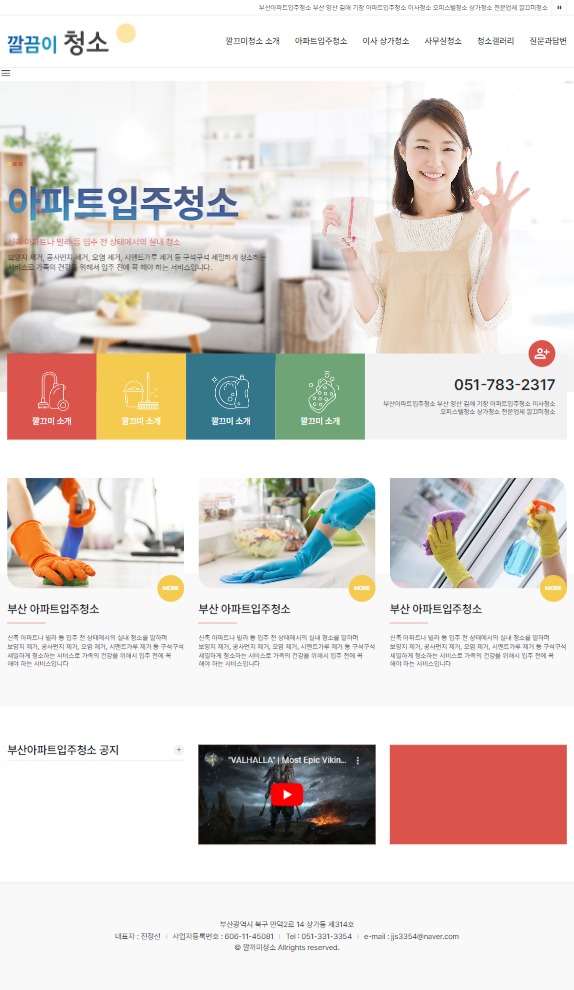 부산아파트입주청소 부산 양산 김해 기장 아파트입주청소 이사청소 오피스텔청소 상가청소 전문업체 깔끄미청소
깔끔이 청소
깔끄미청소 소개 아파트입주청소 이사 상가청소 사무실청소 청소갤러리 질문과답변
아파트입주청소
신축 아파트나 빌라 등 입주 전 상태에서의 실내 청소
보양지 제거, 공사먼지 제거, 오염 제거, 시멘트가루 제거 등 구석구석 세밀하게 청소하는
서비스로 가족의 건강을 위해서 입주 전에 꼭 해야 하는 서비스입니다.
깔끄미 소개 깔끄미 소개 깔끄미 소개 깔끄미 소개
051-783-2317
부산아파트입주청소 부산 양산 김해 기장 아파트입주청소 이사청소
오피스텔청소 상가청소 전문업체 깔끄미청소
MORE MORE MORE
부산 아파트입주청소 부산 아파트입주청소 부산 아파트입주청소
신축 아파트나 빌라 등 입주 전 상태에서의 실내 청소를 말하며 신축 아파트나 빌라 등 입주 전 상태에서의 실내 청소를 말하며 신축 아파트나 빌라 등 입주 전 상태에서의 실내 청소를 말하며
보양지 제거, 공사먼지 제거, 오염 제거, 시멘트가루 제거 등 구석구석 보양지 제거, 공사먼지 제거, 오염 제거, 시멘트가루 제거 등 구석구석 보양지 제거, 공사먼지 제거, 오염 제거, 시멘트가루 제거 등 구석구석
세밀하게 청소하는 서비스로 가족의 건강을 위해서 입주 전에 꼭 세밀하게 청소하는 서비스로 가족의 건강을 위해서 입주 전에 꼭 세밀하게 청소하는 서비스로 가족의 건강을 위해서 입주 전에 꼭
해야 하는 서비스입니다 해야 하는 서비스입니다 해야 하는 서비스입니다
부산아파트입주청소 공지 +
"VALHALLA" | Most Epic Vikin...
부산광역시 북구 만덕2로 14 상가동 제314호
대표자 : 진정선 사업자등록번호 : 606-11-45081 Tel : 051-331-3354 e-mail : jjs3354@naver.com
© 깔끄미청소 Allrights reserved.